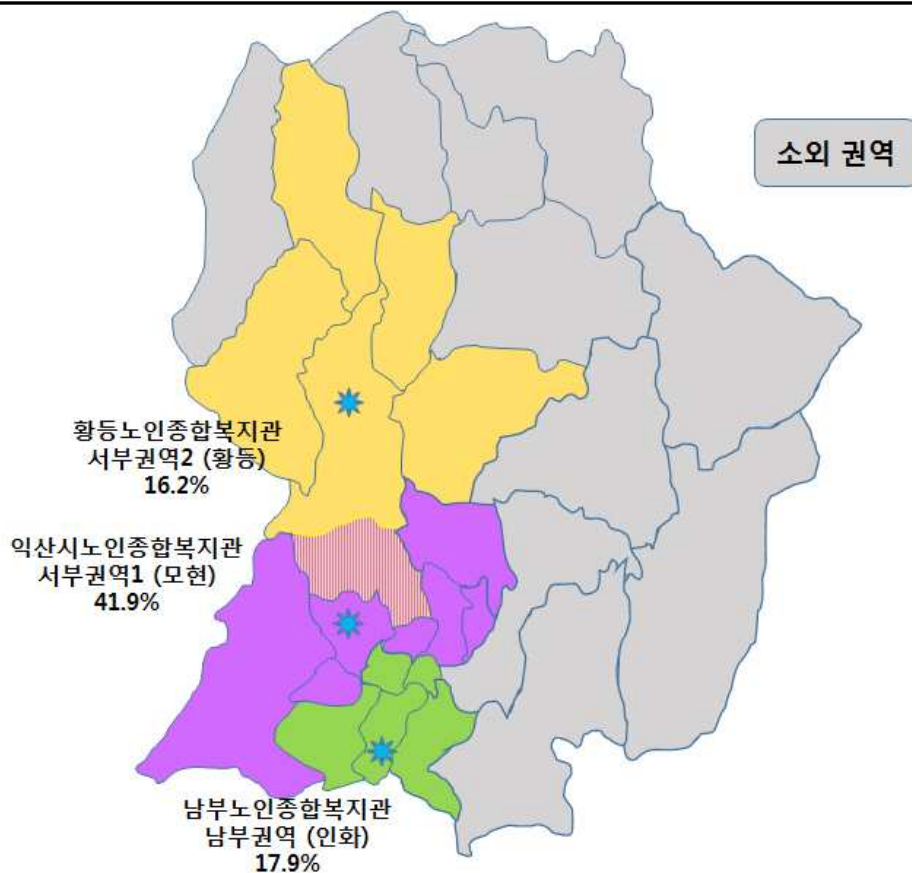 소외 권역
황등노인종합복지관
서부권역2 (황등)
16.2%
익산시노인종합복지관
서부권역1 (모현)
41.9%
남부노인종합복지관
남부권역 (인화)
17.9%